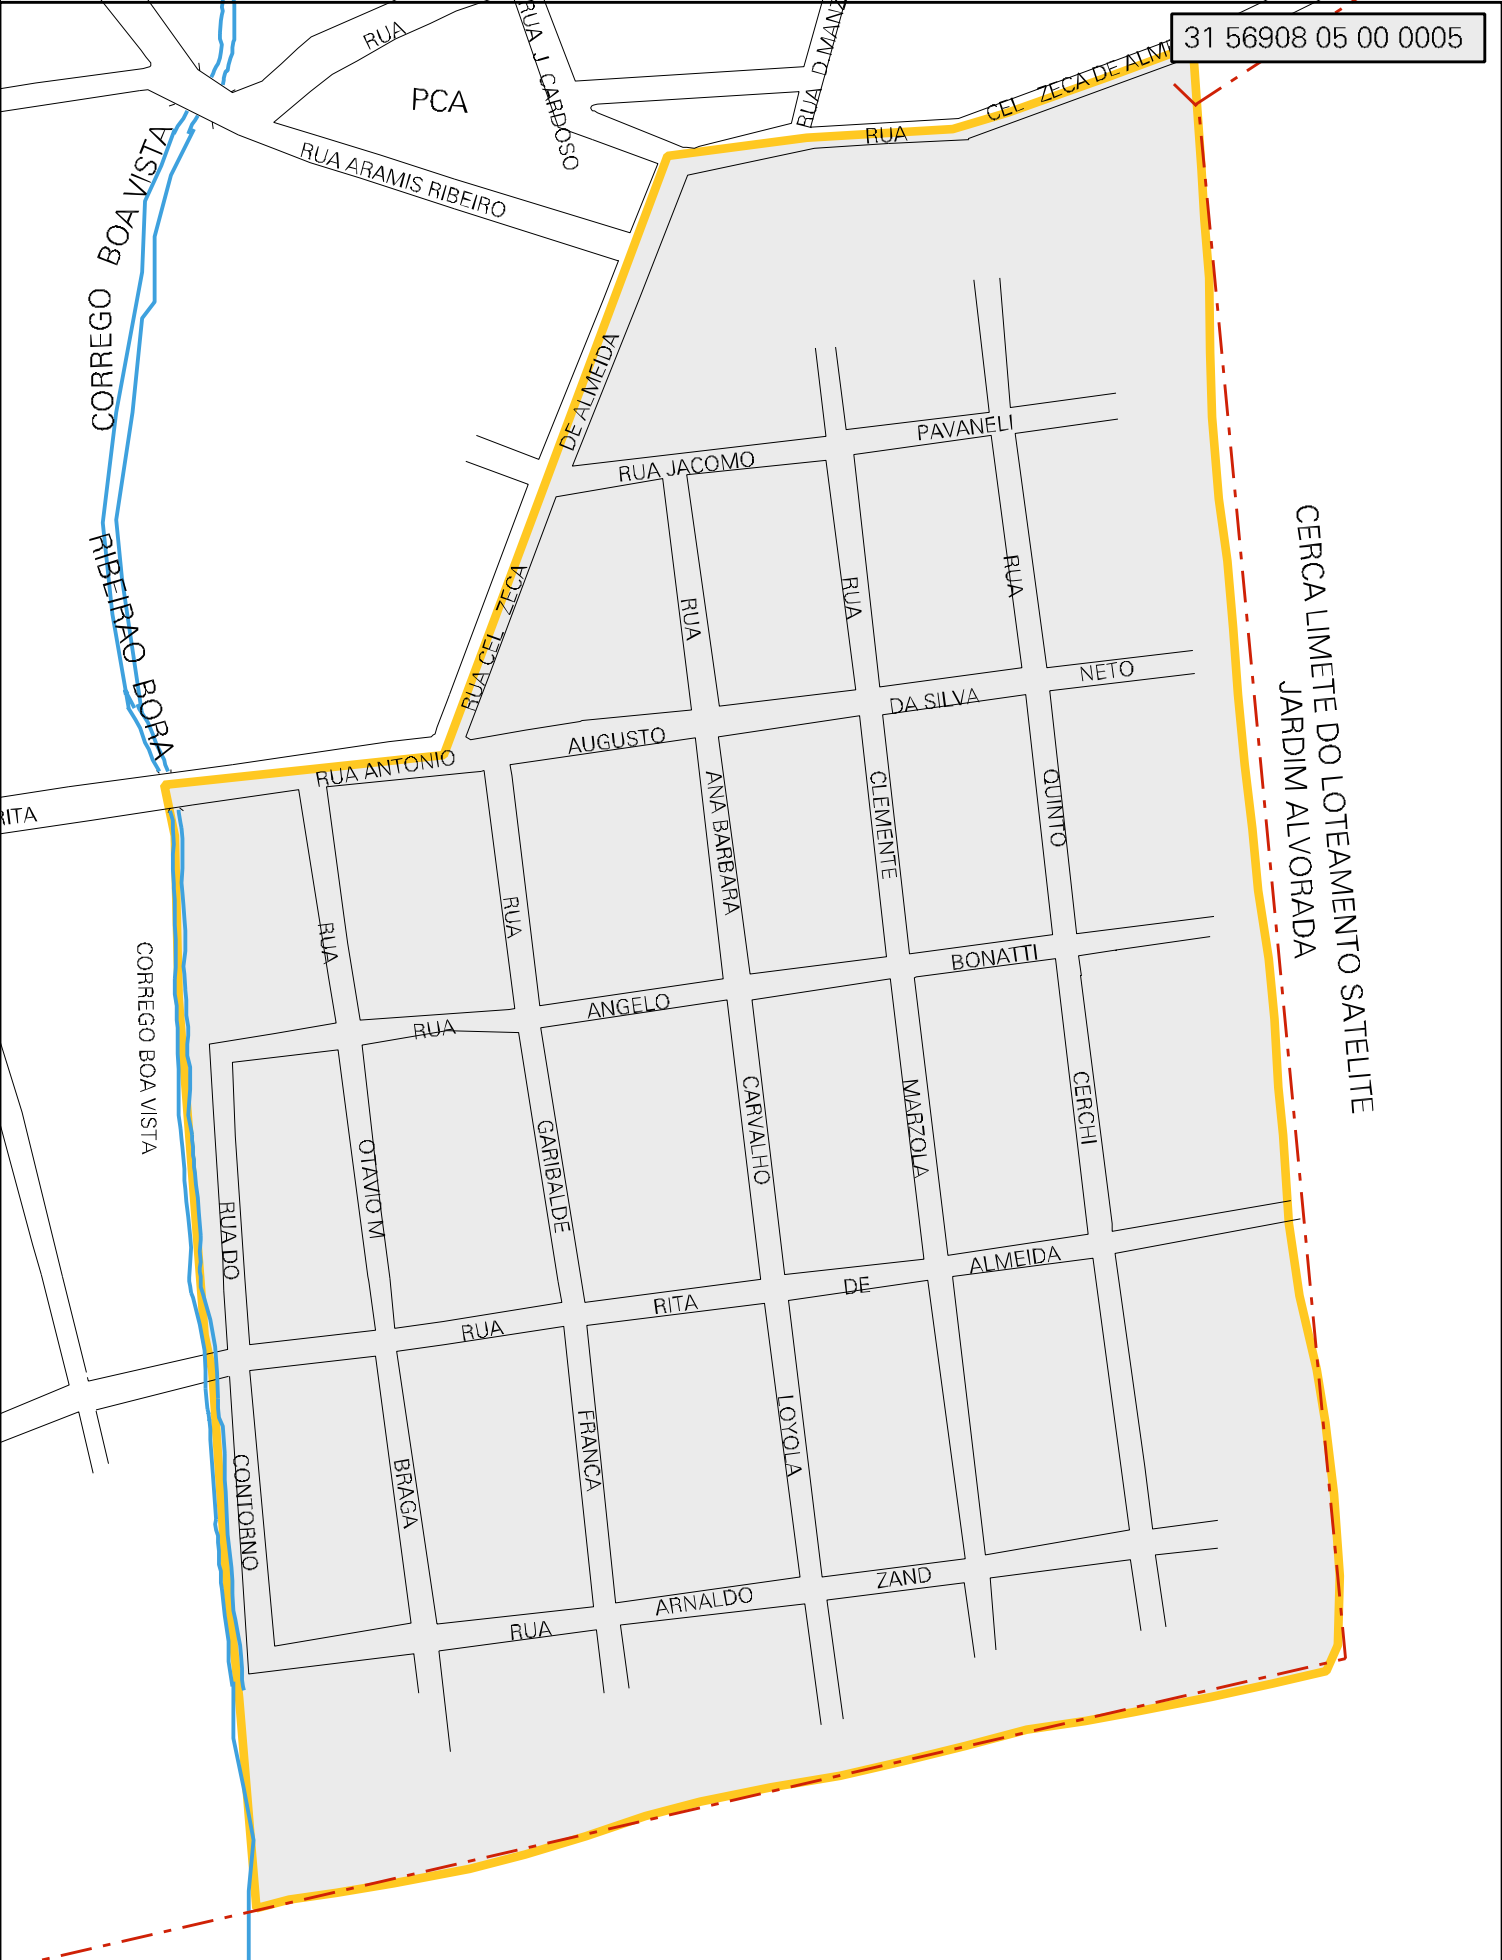 31 56908 05 00 0005
RUA
PCA
RUA J. CARDOSO
RUA D MANZ
CEL ZECA DE ALME
RUA
RUA ARAMIS RIBEIRO
CORREGO BOA VISTA
DE ALMEIDA
RUA CEL ZECA
RUA JACOMO PAVANELI
RIBEIRAO BORA
RUA
RUA
RUA
CERCA LIMETE DO LOTEAMENTO SATELITE
JARDIM ALVORADA
RUA ANTONIO AUGUSTO DA SILVA NETO
RITA
ANA BARBARA
CLEMENTE
QUINTO
RUA
RUA
CORREGO BOA VISTA
RUA ANGELO BONATTI
OTAVIO M
GARIBALDE
CARVALHO
MARZOLA
CERCHI
RUA DO
RUA RITA DE ALMEIDA
CONTORNO
BRAGA
FRANCA
LOYOLA
RUA ARNALDO ZAND